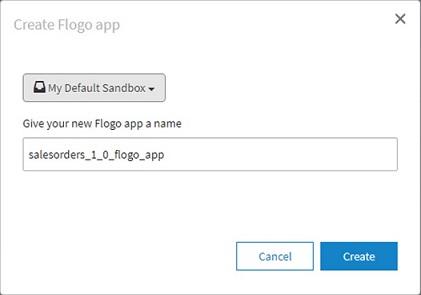 Create Flogo app
My Default Sandbox
Give your new Flogo app a name
salesorders_1_0_flogo_app
Cancel
Create